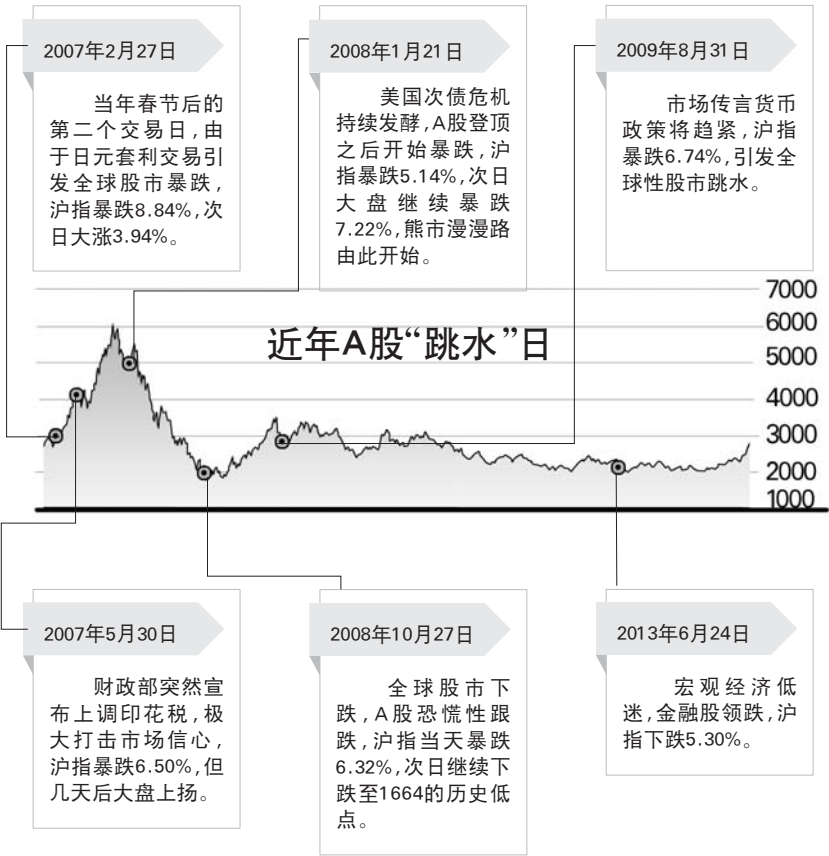 2007年2月27日
当年春节后的
第二个交易日,由
于日元套利交易引
发全球股市暴跌,
沪指暴跌8.84%,次
日大涨3.94%。
2008年1月21日
美国次债危机
持续发酵,A股登顶
之后开始暴跌,沪
指暴跌5.14%,次日
大盘继续暴跌
7.22%,熊市漫漫路
由此开始。
2009年8月31日
市场传言货币
政策将趋紧,沪指
暴跌6.74%,引发全
球性股市跳水。
近年A股“跳水”日
7000
6000
5000
4000
3000
2000
1000
2007年5月30日
财政部突然宣
布上调印花税,极
大打击市场信心,
沪指暴跌6.50%,但
几天后大盘上扬。
2008年10月27日
全球股市下
跌,A股恐慌性跟
跌,沪指当天暴跌
6.32%,次日继续下
跌至1664的历史低
点。
2013年6月24日
宏观经济低
迷,金融股领跌,沪
指下跌5.30%。